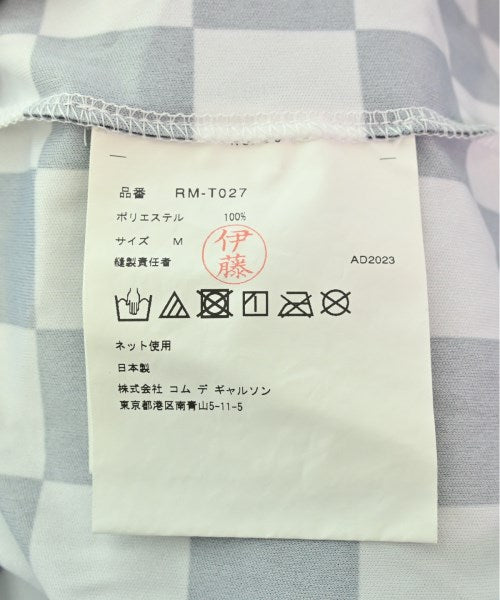 品番 RM-T027
ポリエステル 100%
サイズ M
縫製責任者 伊藤 AD2023
ネット使用
日本製
株式会社 コム デ ギャルソン
東京都港区南青山5-11-5